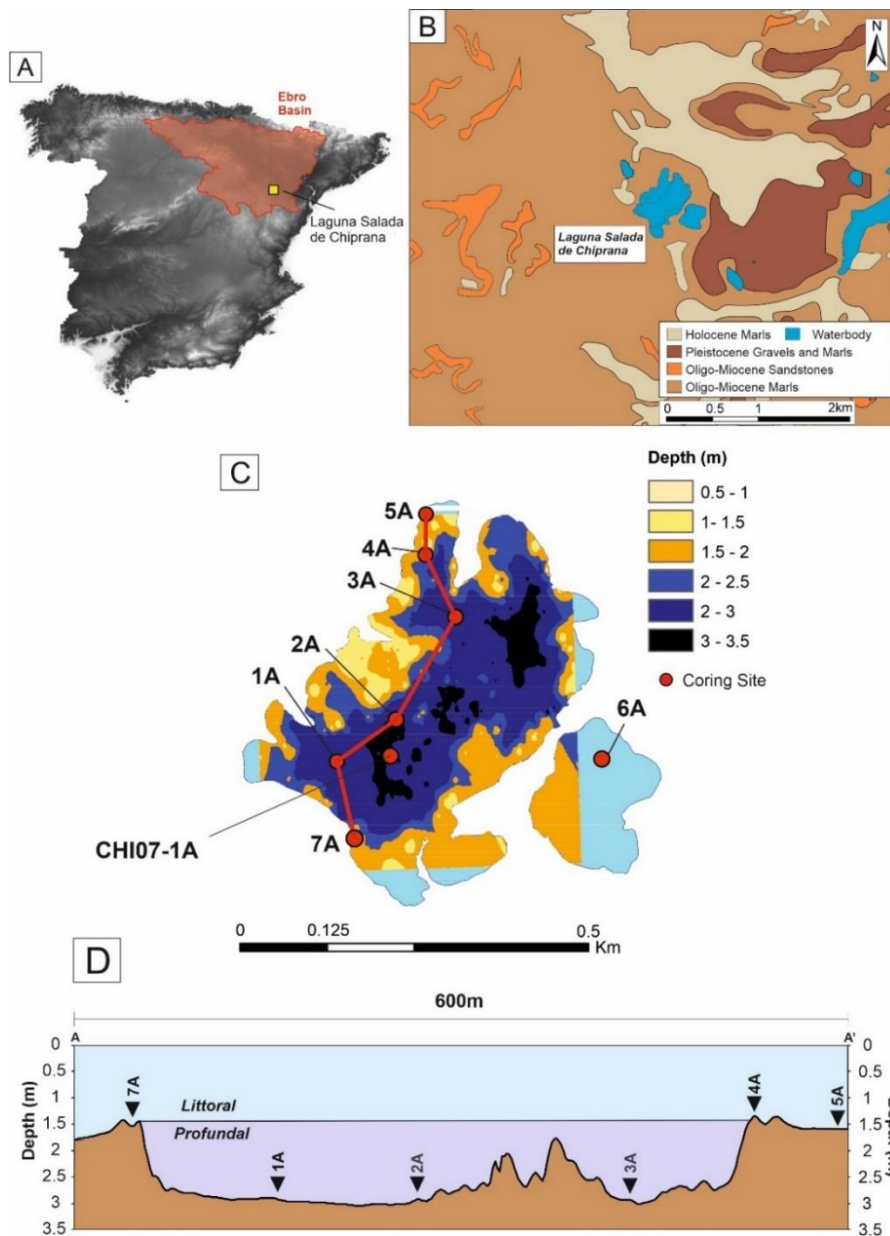 A
Ebro
Basin
Laguna Salada
de Chiprana
B
N
Laguna Salada
de Chiprana
Holocene Marls
Waterbody
Pleistocene Gravels and Marls
Oligo-Miocene Sandstones
Oligo-Miocene Marls
0 0.5 1 2km
C
Depth (m)
0.5 - 1
1- 1.5
1.5 - 2
2 - 2.5
2 - 3
3 - 3.5
Coring Site
5A
4A
3A
2A
1A
6A
CHI07-1A
7A
0 0.125 0.5
Km
D
600m
A A'
Depth (m)
0
0.5
1
1.5
2
2.5
3
3.5
7A
Littoral
Profundal
1A
2A
3A
4A
5A
0
0.5
1
1.5
2
2.5
3
3.5